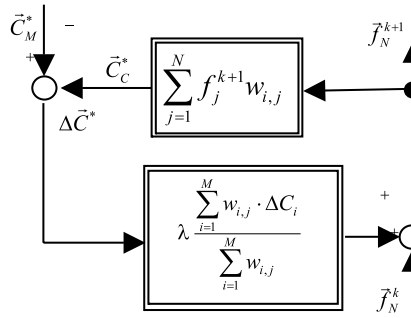 C⃗*_M −
f⃗_N^{k+1}
+ C⃗*_C ∑_{j=1}^{N} f_j^{k+1} w_{i,j}
ΔC⃗*
λ (∑_{i=1}^{M} w_{i,j} · ΔC_i) / (∑_{i=1}^{M} w_{i,j})
+
+
f⃗_N^k